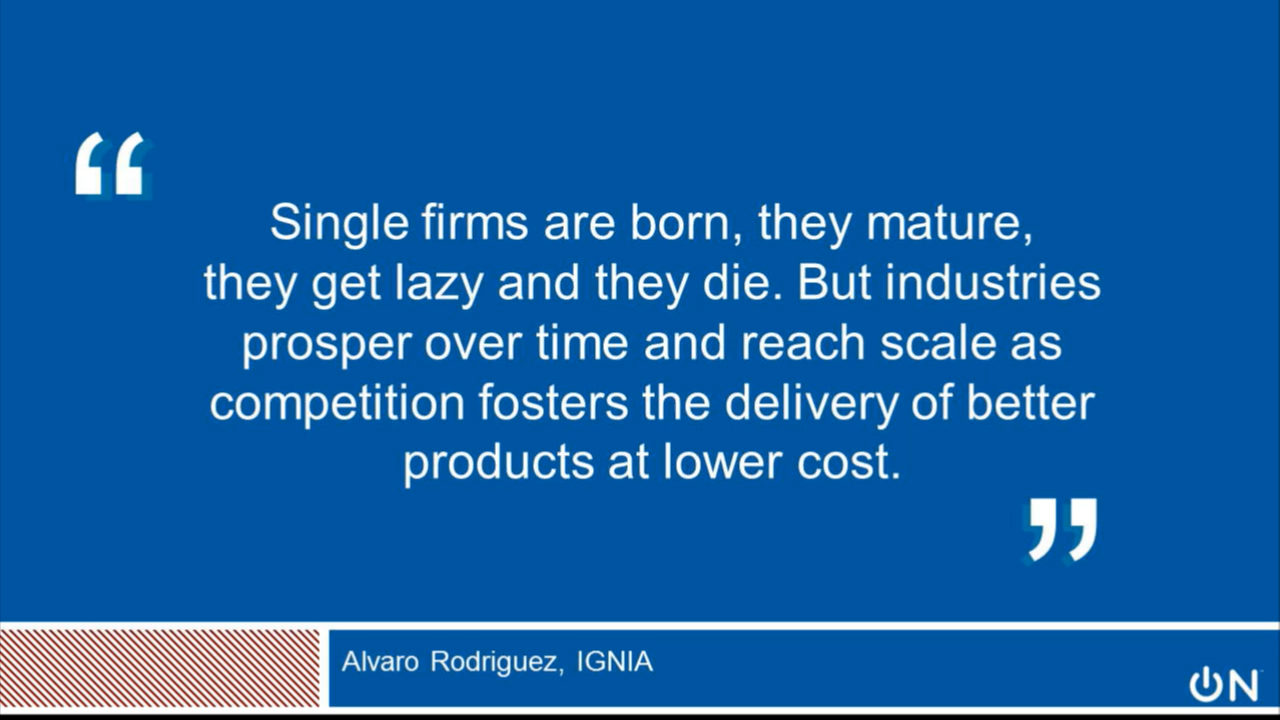 “
Single firms are born, they mature,
they get lazy and they die. But industries
prosper over time and reach scale as
competition fosters the delivery of better
products at lower cost.
”
Alvaro Rodriguez, IGNIA
ON